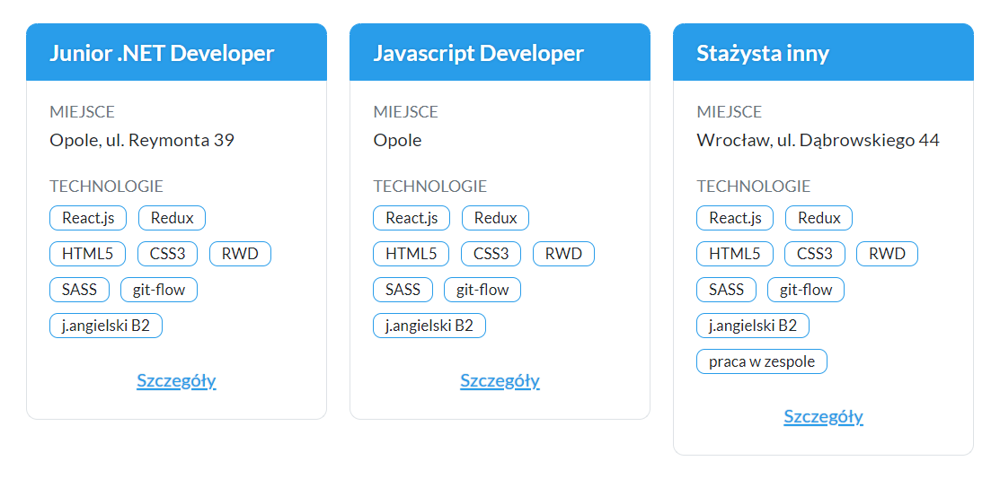 Junior .NET Developer
MIEJSCE
Opole, ul. Reymonta 39
TECHNOLOGIE
React.js Redux
HTML5 CSS3 RWD
SASS git-flow
j.angielski B2
Szczegóły
Javascript Developer
MIEJSCE
Opole
TECHNOLOGIE
React.js Redux
HTML5 CSS3 RWD
SASS git-flow
j.angielski B2
Szczegóły
Stażysta inny
MIEJSCE
Wrocław, ul. Dąbrowskiego 44
TECHNOLOGIE
React.js Redux
HTML5 CSS3 RWD
SASS git-flow
j.angielski B2
praca w zespole
Szczegóły